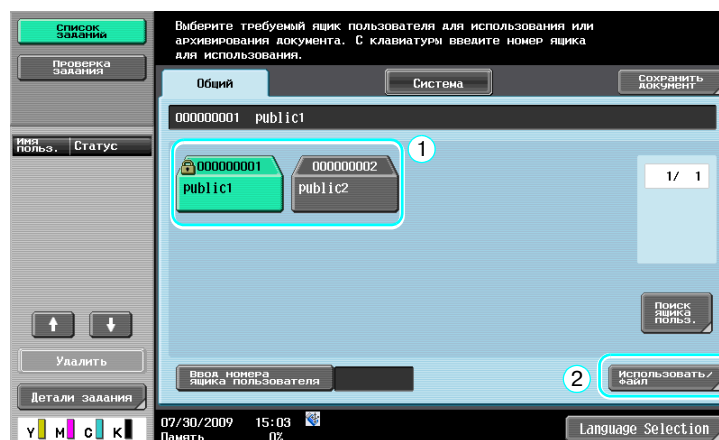 Список
заданий
Проверка
задания
Имя
польз.
Статус
Удалить
Детали задания
Y M C K
Выберите требуемый ящик пользователя для использования или
архивирования документа. С клавиатуры введите номер ящика
для использования.
Общий
Система
Сохранить
документ
000000001 public1
1
000000001
public1
000000002
public2
1/ 1
Поиск
ящика
польз.
Ввод номера
ящика пользователя
2
Использовать/
файл
07/30/2009 15:03
Память 0%
Language Selection